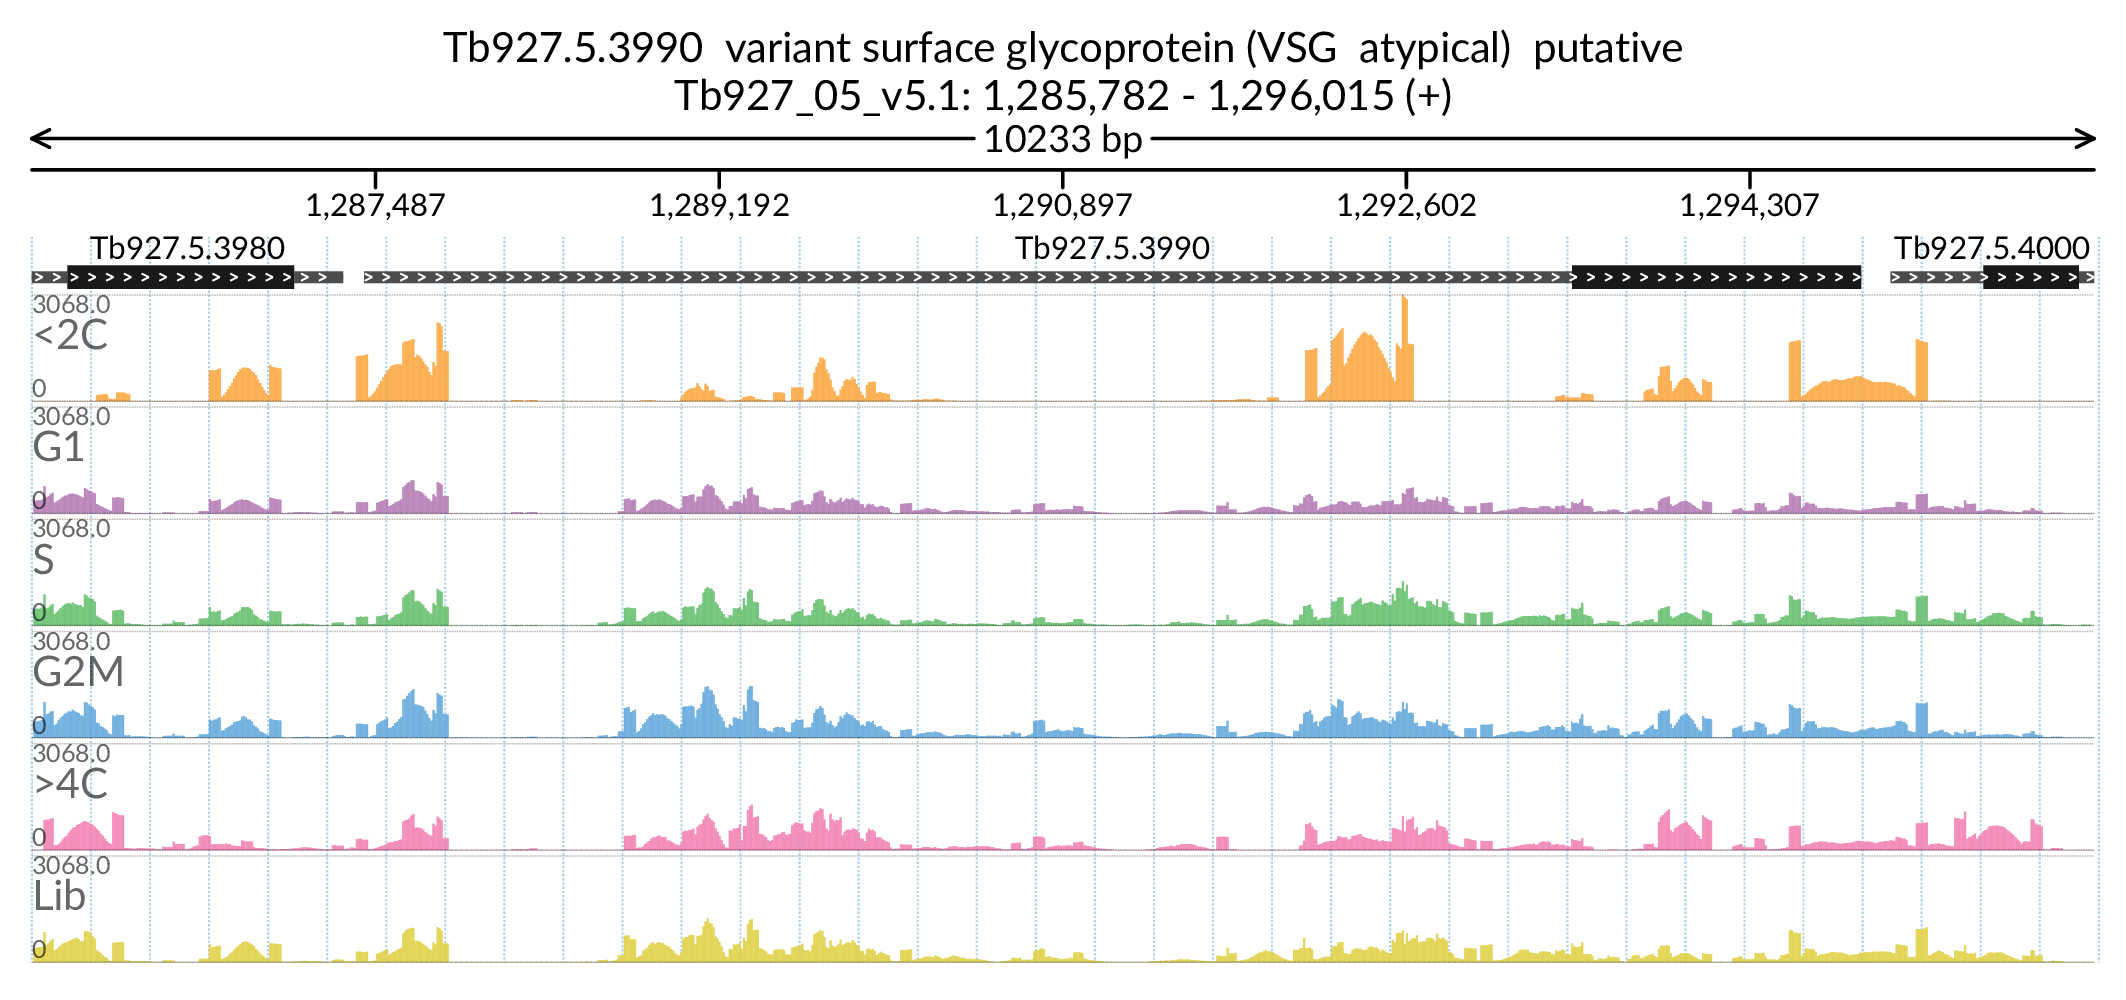 Tb927.5.3990 variant surface glycoprotein (VSG atypical) putative
Tb927_05_v5.1: 1,285,782 - 1,296,015 (+)
10233 bp
1,287,487 1,289,192 1,290,897 1,292,602 1,294,307
Tb927.5.3980 Tb927.5.3990 Tb927.5.4000
3068.0
<2C
0
3068.0
G1
0
3068.0
S
0
3068.0
G2M
0
3068.0
>4C
0
3068.0
Lib
0